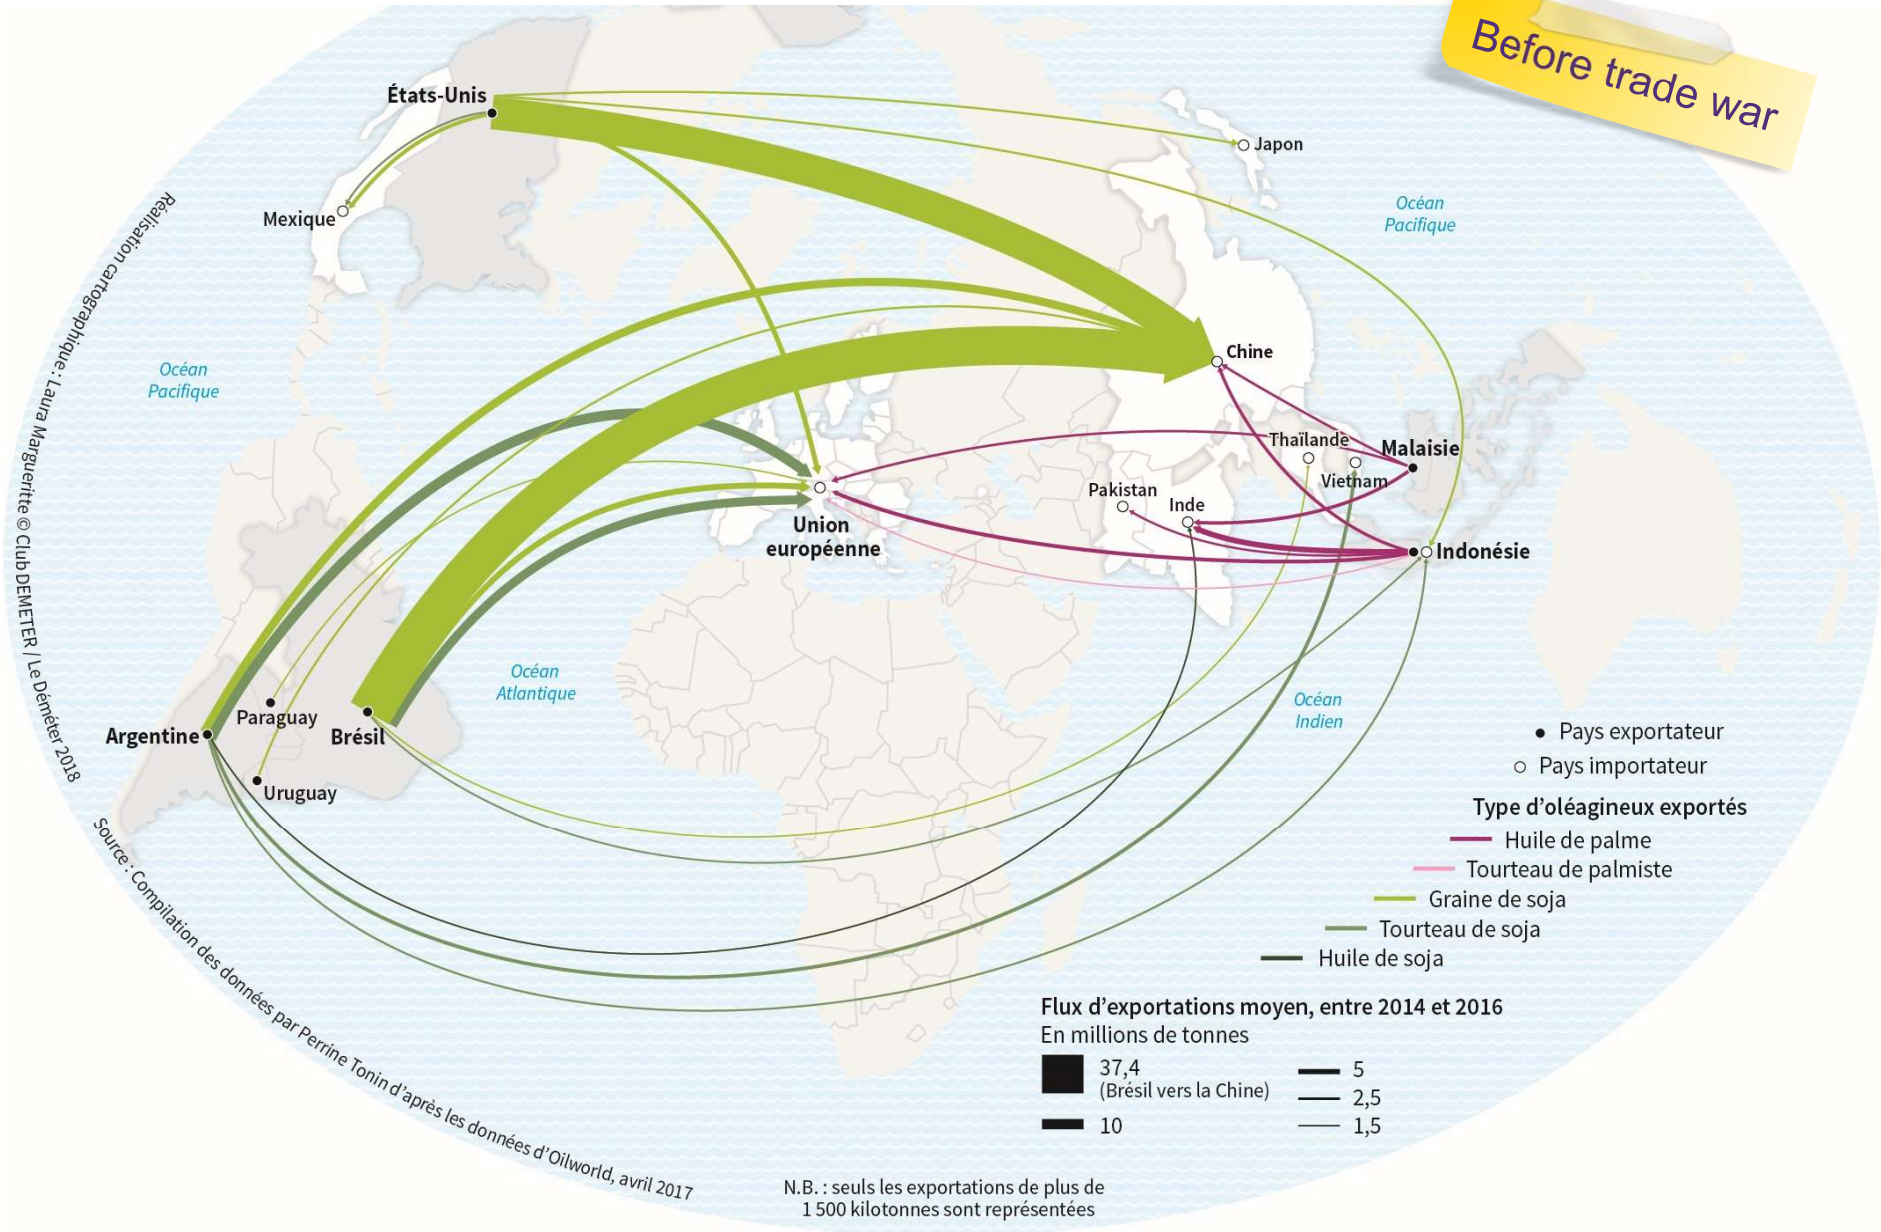 Before trade war
États-Unis
Japon
Mexique
Océan
Pacifique
Océan
Pacifique
Chine
Thaïlande
Malaisie
Vietnam
Pakistan
Inde
Union
européenne
Indonésie
Océan
Atlantique
Océan
Indien
Paraguay
Argentine
Brésil
Uruguay
Réalisation cartographique : Laura Margueritte © Club DEMETER / Le Déméter 2018
Source : Compilation des données par Perrine Tonin d'après les données d'Oilworld, avril 2017
Pays exportateur
Pays importateur
Type d'oléagineux exportés
Huile de palme
Tourteau de palmiste
Graine de soja
Tourteau de soja
Huile de soja
Flux d'exportations moyen, entre 2014 et 2016
En millions de tonnes
37,4
(Brésil vers la Chine)
10
5
2,5
1,5
N.B. : seuls les exportations de plus de
1 500 kilotonnes sont représentées